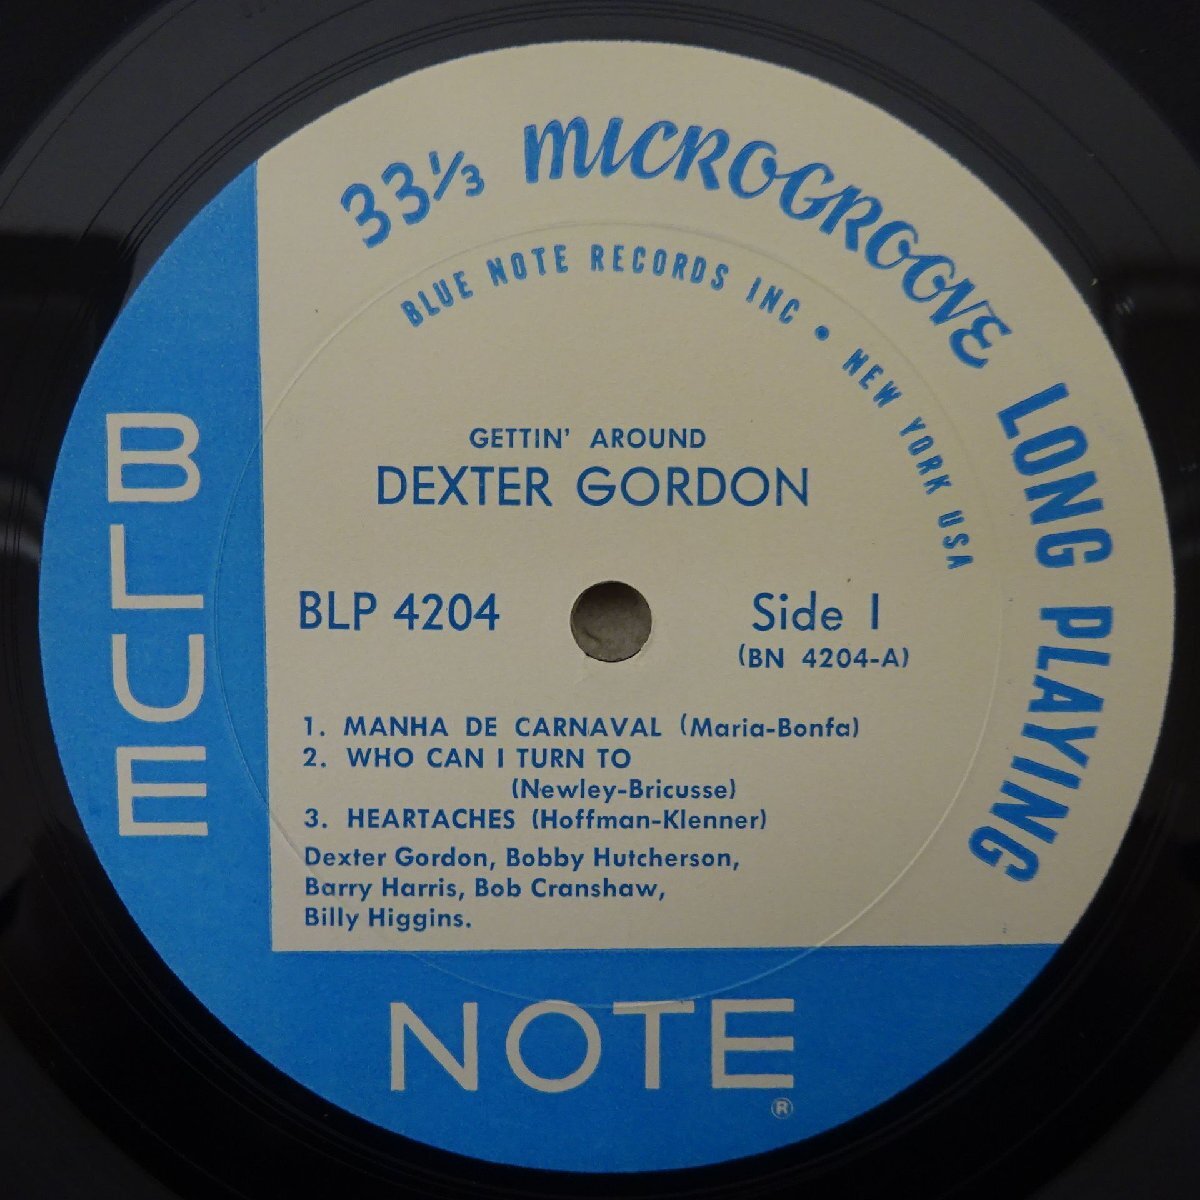 33⅓ MICROGROOVE LONG PLAYING
BLUE NOTE RECORDS INC • NEW YORK USA
GETTIN' AROUND
DEXTER GORDON
BLP 4204
Side 1
(BN 4204-A)
1. MANHA DE CARNAVAL (Maria-Bonfa)
2. WHO CAN I TURN TO
(Newley-Bricusse)
3. HEARTACHES (Hoffman-Klenner)
Dexter Gordon, Bobby Hutcherson,
Barry Harris, Bob Cranshaw,
Billy Higgins.
BLUE
NOTE
®